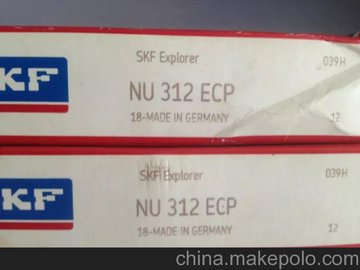 SKF
SKF Explorer
039H
NU 312 ECP
18-MADE IN GERMANY
12
SKF
SKF Explorer
039H
NU 312 ECP
18-MADE IN GERMANY
12
china.makepolo.com